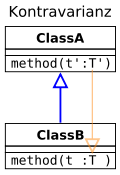 Kontravarianz
ClassA
method(t':T')
ClassB
method(t :T )